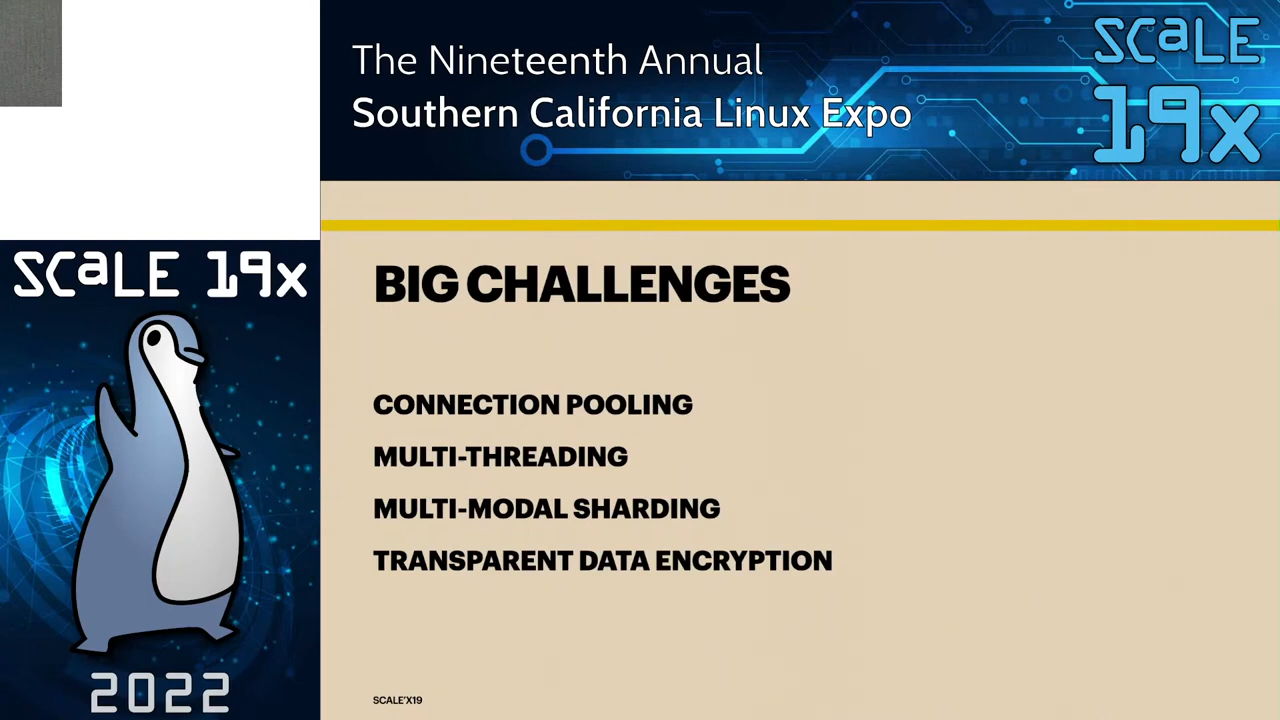 The Nineteenth Annual
Southern California Linux Expo
SCaLE
19x
SCaLE 19x
2022
BIG CHALLENGES
CONNECTION POOLING
MULTI-THREADING
MULTI-MODAL SHARDING
TRANSPARENT DATA ENCRYPTION
SCALE'X19